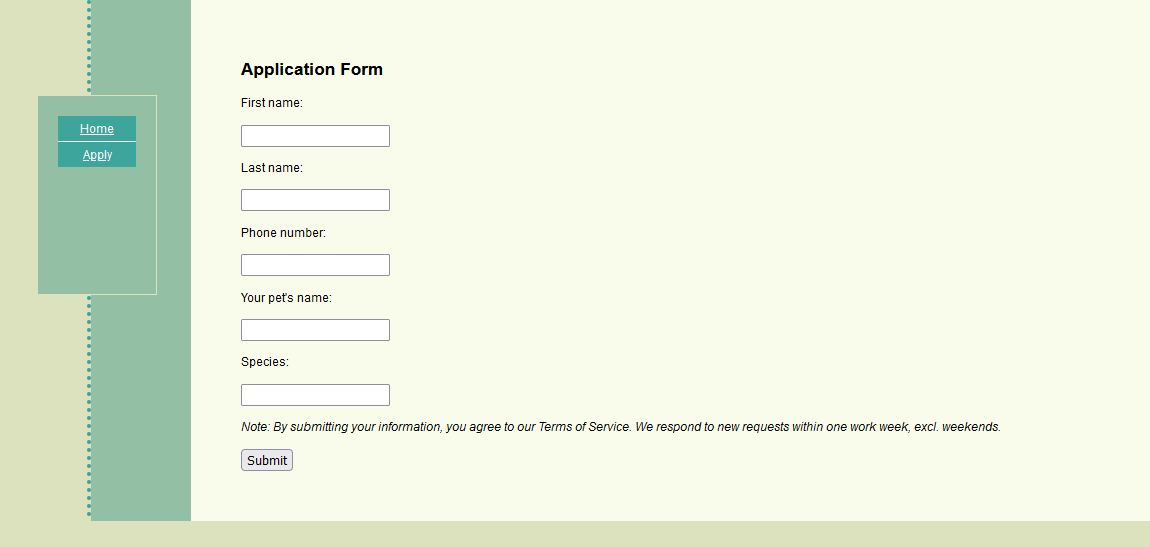 Home
Apply
Application Form
First name:
Last name:
Phone number:
Your pet's name:
Species:
Note: By submitting your information, you agree to our Terms of Service. We respond to new requests within one work week, excl. weekends.
Submit